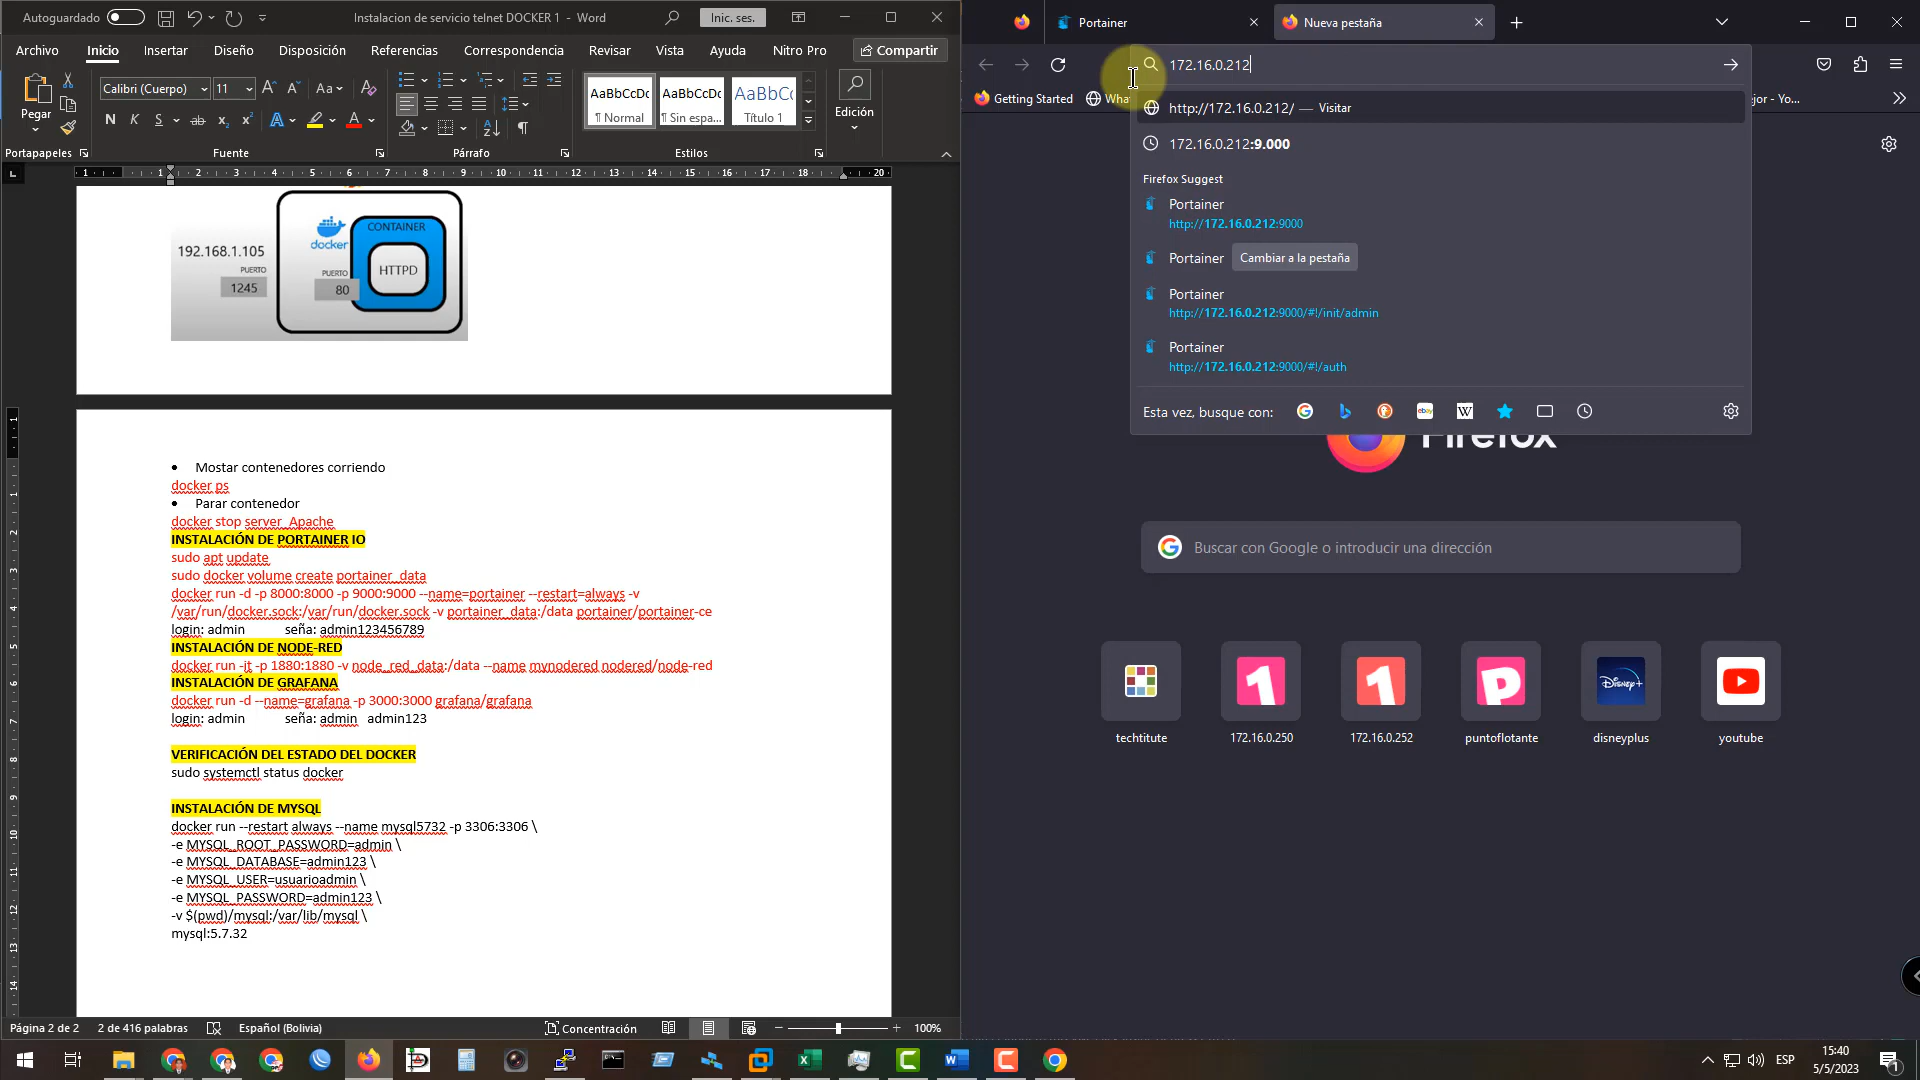 Autoguardado
Instalacion de servicio telnet DOCKER 1 - Word
Inic. ses.
Archivo Inicio Insertar Diseño Disposición Referencias Correspondencia Revisar Vista Ayuda Nitro Pro Compartir
Pegar
Calibri (Cuerpo) 11
N K S ab x₂ x²
AaBbCcDc AaBbCcDc AaBbCcDc
¶ Normal ¶ Sin espa... Título 1
Edición
Portapapeles Fuente Párrafo Estilos
192.168.1.105
PUERTO
1245
docker
CONTAINER
PUERTO
80
HTTPD
• Mostar contenedores corriendo
docker ps
• Parar contenedor
docker stop server_Apache
INSTALACIÓN DE PORTAINER IO
sudo apt update
sudo docker volume create portainer_data
docker run -d -p 8000:8000 -p 9000:9000 --name=portainer --restart=always -v
/var/run/docker.sock:/var/run/docker.sock -v portainer_data:/data portainer/portainer-ce
login: admin seña: admin123456789
INSTALACIÓN DE NODE-RED
docker run -it -p 1880:1880 -v node_red_data:/data --name mynodered nodered/node-red
INSTALACIÓN DE GRAFANA
docker run -d --name=grafana -p 3000:3000 grafana/grafana
login: admin seña: admin admin123
VERIFICACIÓN DEL ESTADO DEL DOCKER
sudo systemctl status docker
INSTALACIÓN DE MYSQL
docker run --restart always --name mysql5732 -p 3306:3306 \
-e MYSQL_ROOT_PASSWORD=admin \
-e MYSQL_DATABASE=admin123 \
-e MYSQL_USER=usuarioadmin \
-e MYSQL_PASSWORD=admin123 \
-v $(pwd)/mysql:/var/lib/mysql \
mysql:5.7.32
Página 2 de 2 2 de 416 palabras Español (Bolivia) Concentración 100%
Portainer
Nueva pestaña
172.16.0.212
Getting Started
http://172.16.0.212/ — Visitar
172.16.0.212:9.000
Firefox Suggest
Portainer
http://172.16.0.212:9000
Portainer Cambiar a la pestaña
Portainer
http://172.16.0.212:9000/#!/init/admin
Portainer
http://172.16.0.212:9000/#!/auth
Esta vez, busque con:
Firefox
Buscar con Google o introducir una dirección
techtitute 172.16.0.250 172.16.0.252 puntoflotante disneyplus youtube
ESP
15:40
5/5/2023